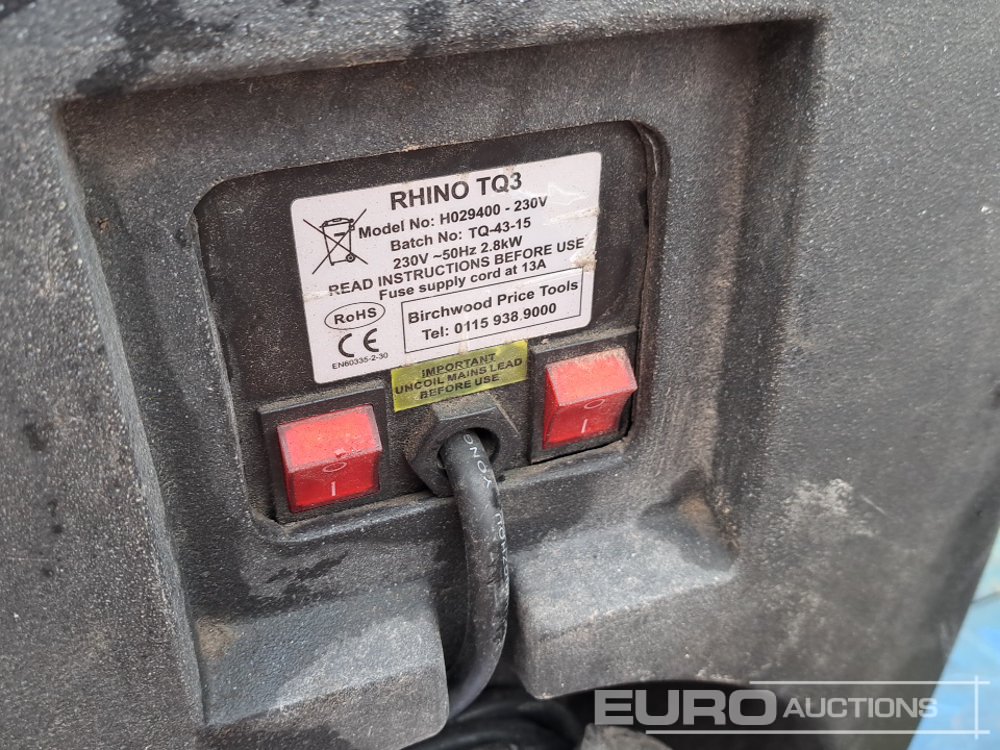 RHINO TQ3
Model No: H029400 - 230V
Batch No: TQ-43-15
230V ~50Hz 2.8kW
READ INSTRUCTIONS BEFORE USE
Fuse supply cord at 13A
RoHS
CE
EN60335-2-30
Birchwood Price Tools
Tel: 0115 938 9000
IMPORTANT
UNCOIL MAINS LEAD
BEFORE USE
EURO AUCTIONS